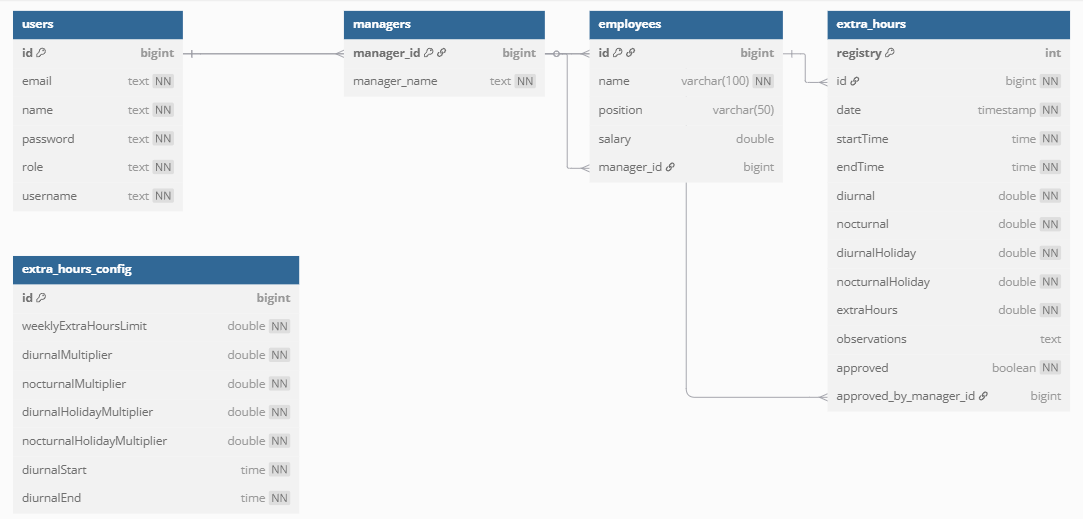 users
id bigint
email text NN
name text NN
password text NN
role text NN
username text NN
managers
manager_id bigint
manager_name text NN
employees
id bigint
name varchar(100) NN
position varchar(50)
salary double
manager_id bigint
extra_hours
registry int
id bigint NN
date timestamp NN
startTime time NN
endTime time NN
diurnal double NN
nocturnal double NN
diurnalHoliday double NN
nocturnalHoliday double NN
extraHours double NN
observations text
approved boolean NN
approved_by_manager_id bigint
extra_hours_config
id bigint
weeklyExtraHoursLimit double NN
diurnalMultiplier double NN
nocturnalMultiplier double NN
diurnalHolidayMultiplier double NN
nocturnalHolidayMultiplier double NN
diurnalStart time NN
diurnalEnd time NN